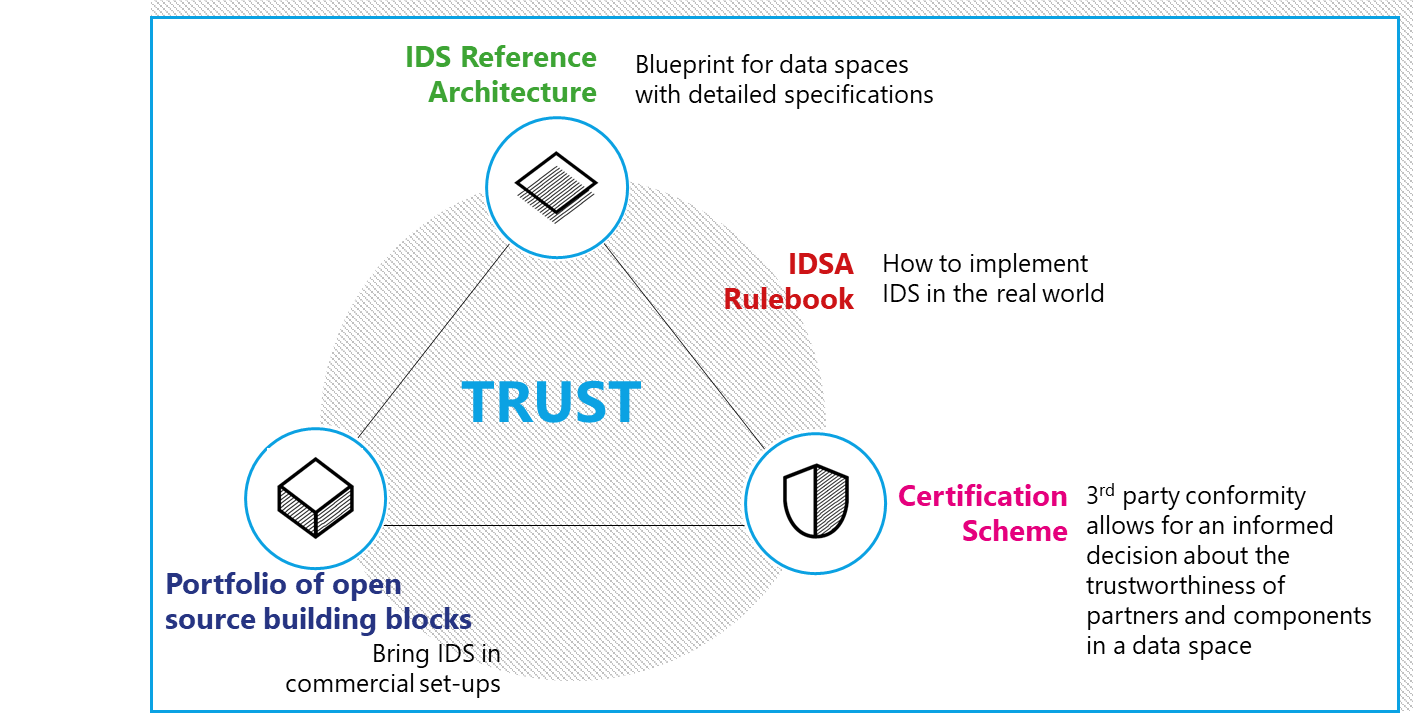 IDS Reference
Architecture
Blueprint for data spaces
with detailed specifications
IDSA
Rulebook
How to implement
IDS in the real world
TRUST
Certification
Scheme
3rd party conformity
allows for an informed
decision about the
trustworthiness of
partners and components
in a data space
Portfolio of open
source building blocks
Bring IDS in
commercial set-ups